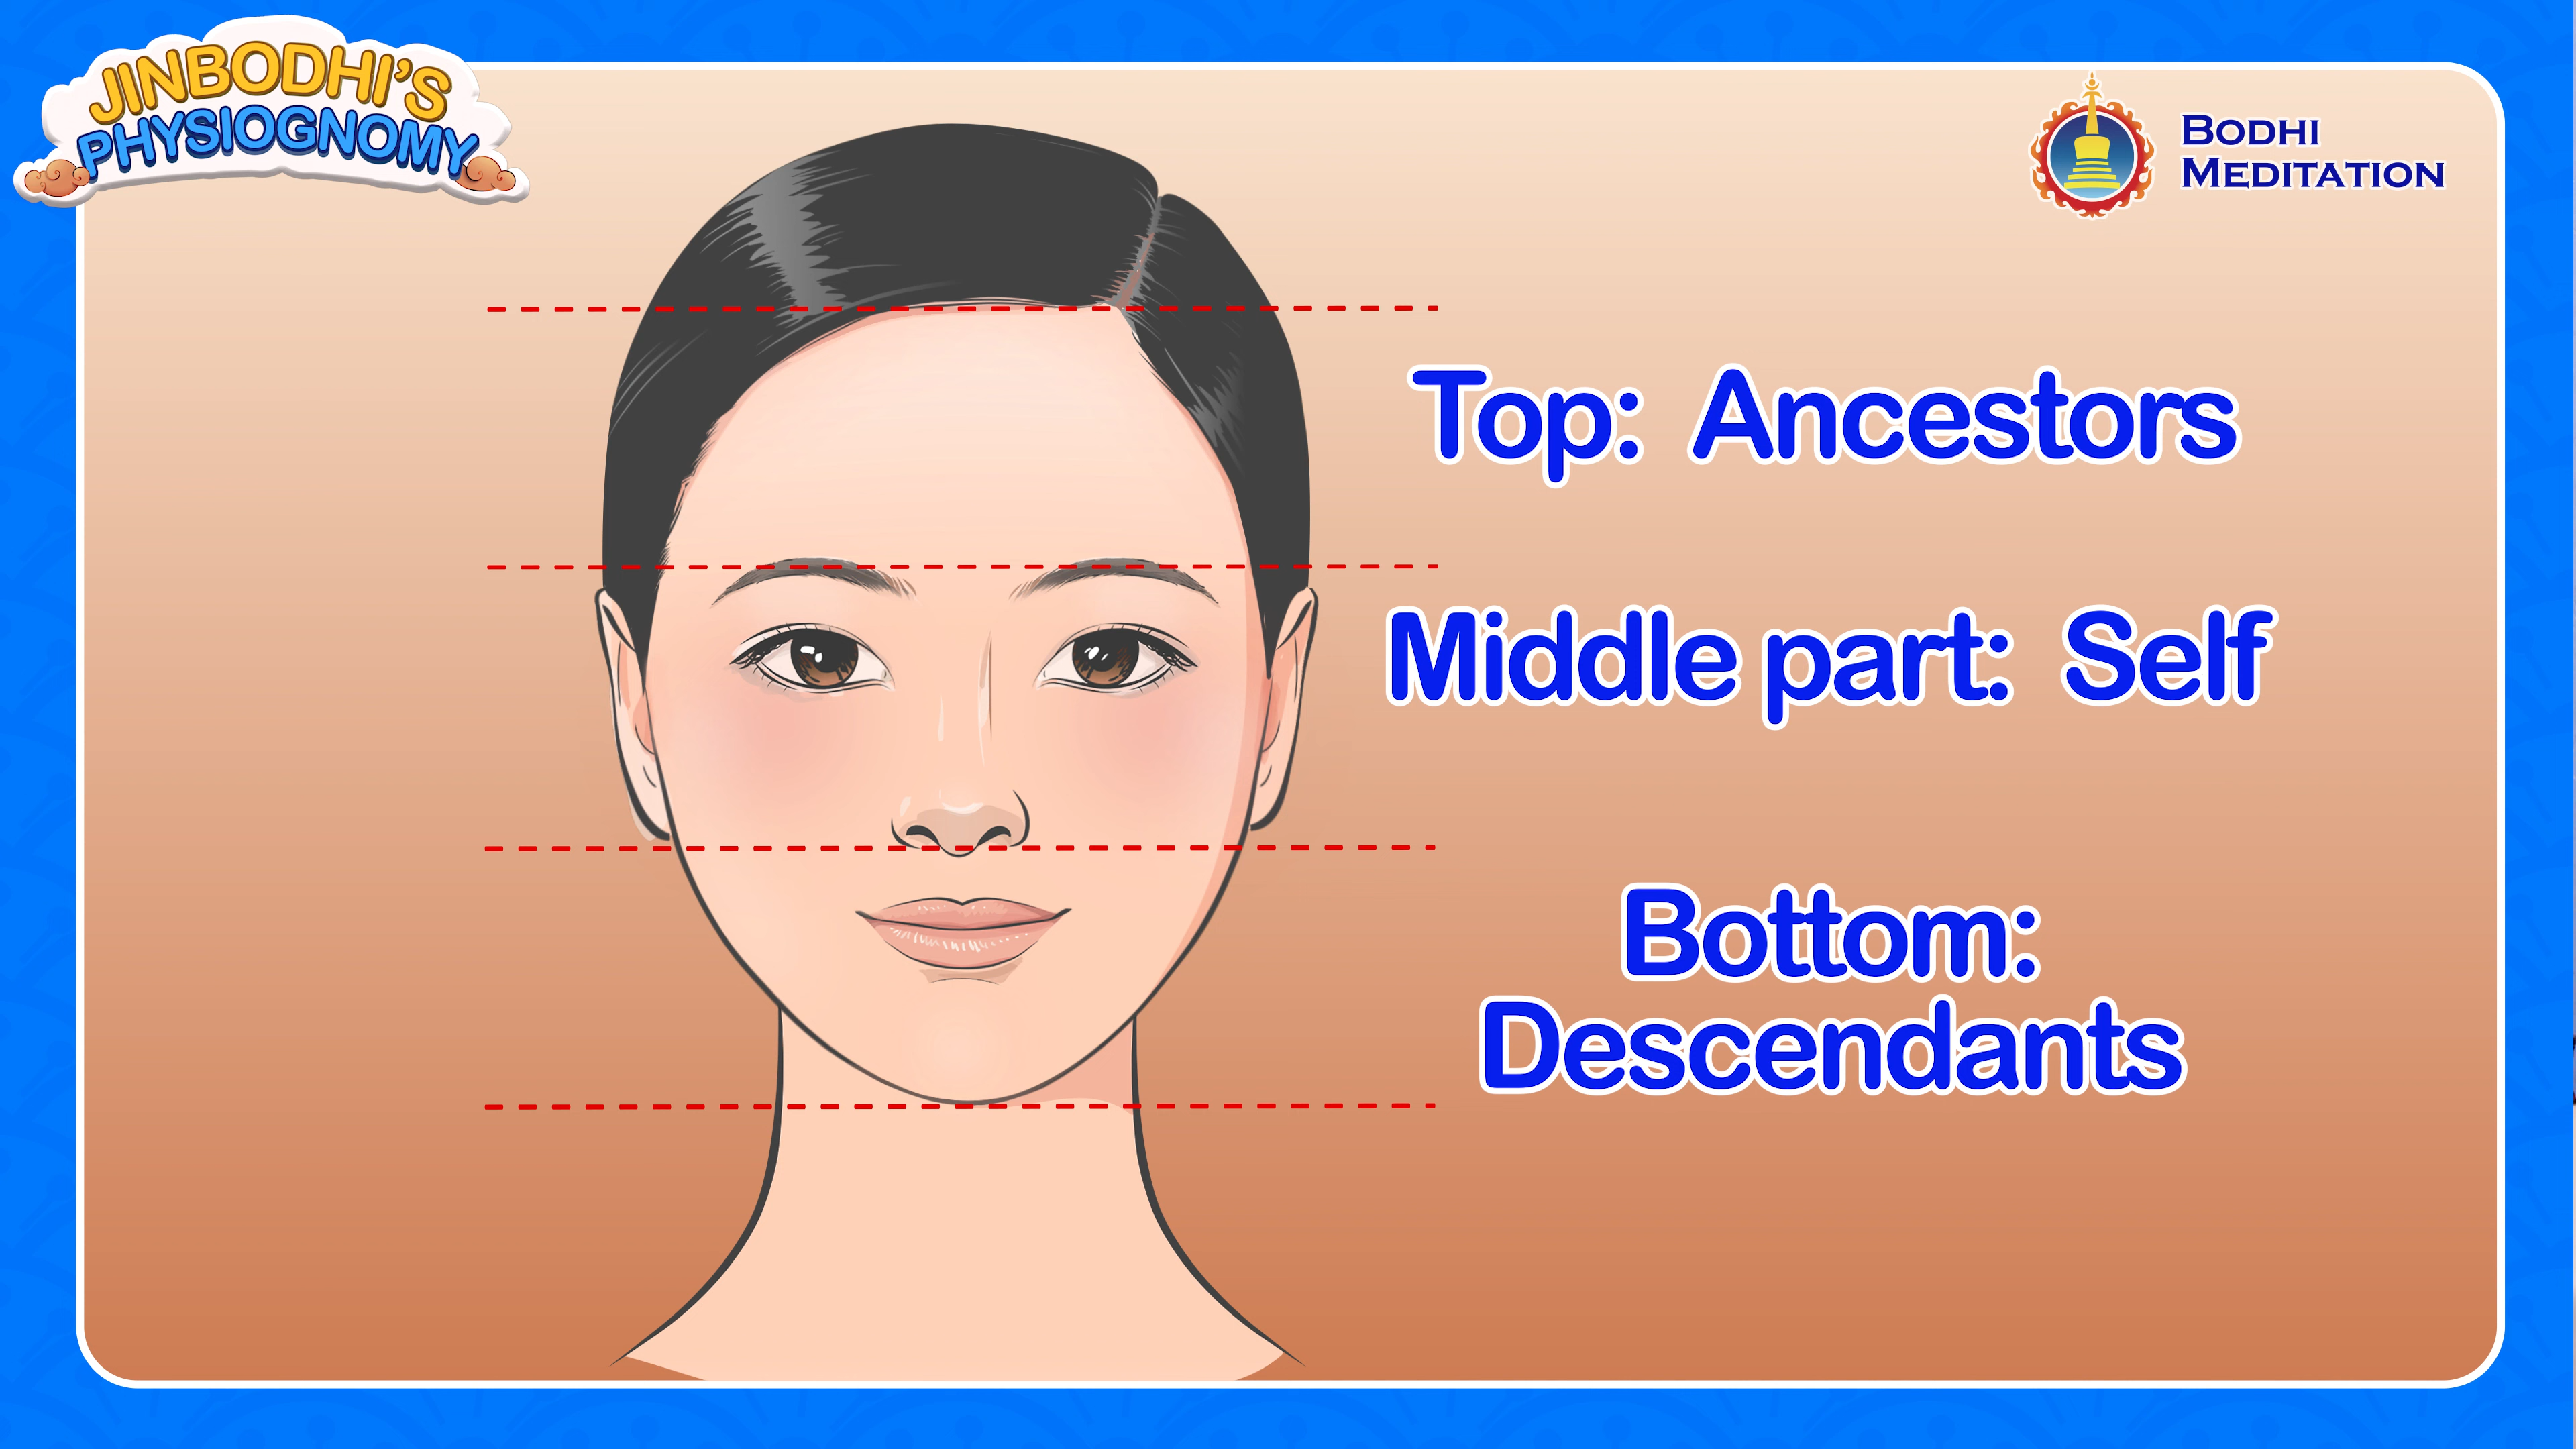 JINBODHI'S
PHYSIOGNOMY
BODHI
MEDITATION
Top: Ancestors
Middle part: Self
Bottom:
Descendants